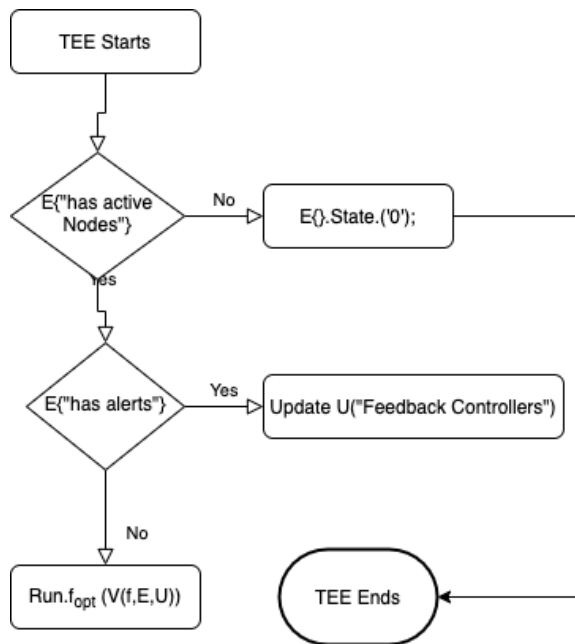 TEE Starts
E{"has active
Nodes"}
No
E{}.State.('0');
Yes
E{"has alerts"}
Yes
Update U("Feedback Controllers")
No
Run.fopt (V(f,E,U))
TEE Ends